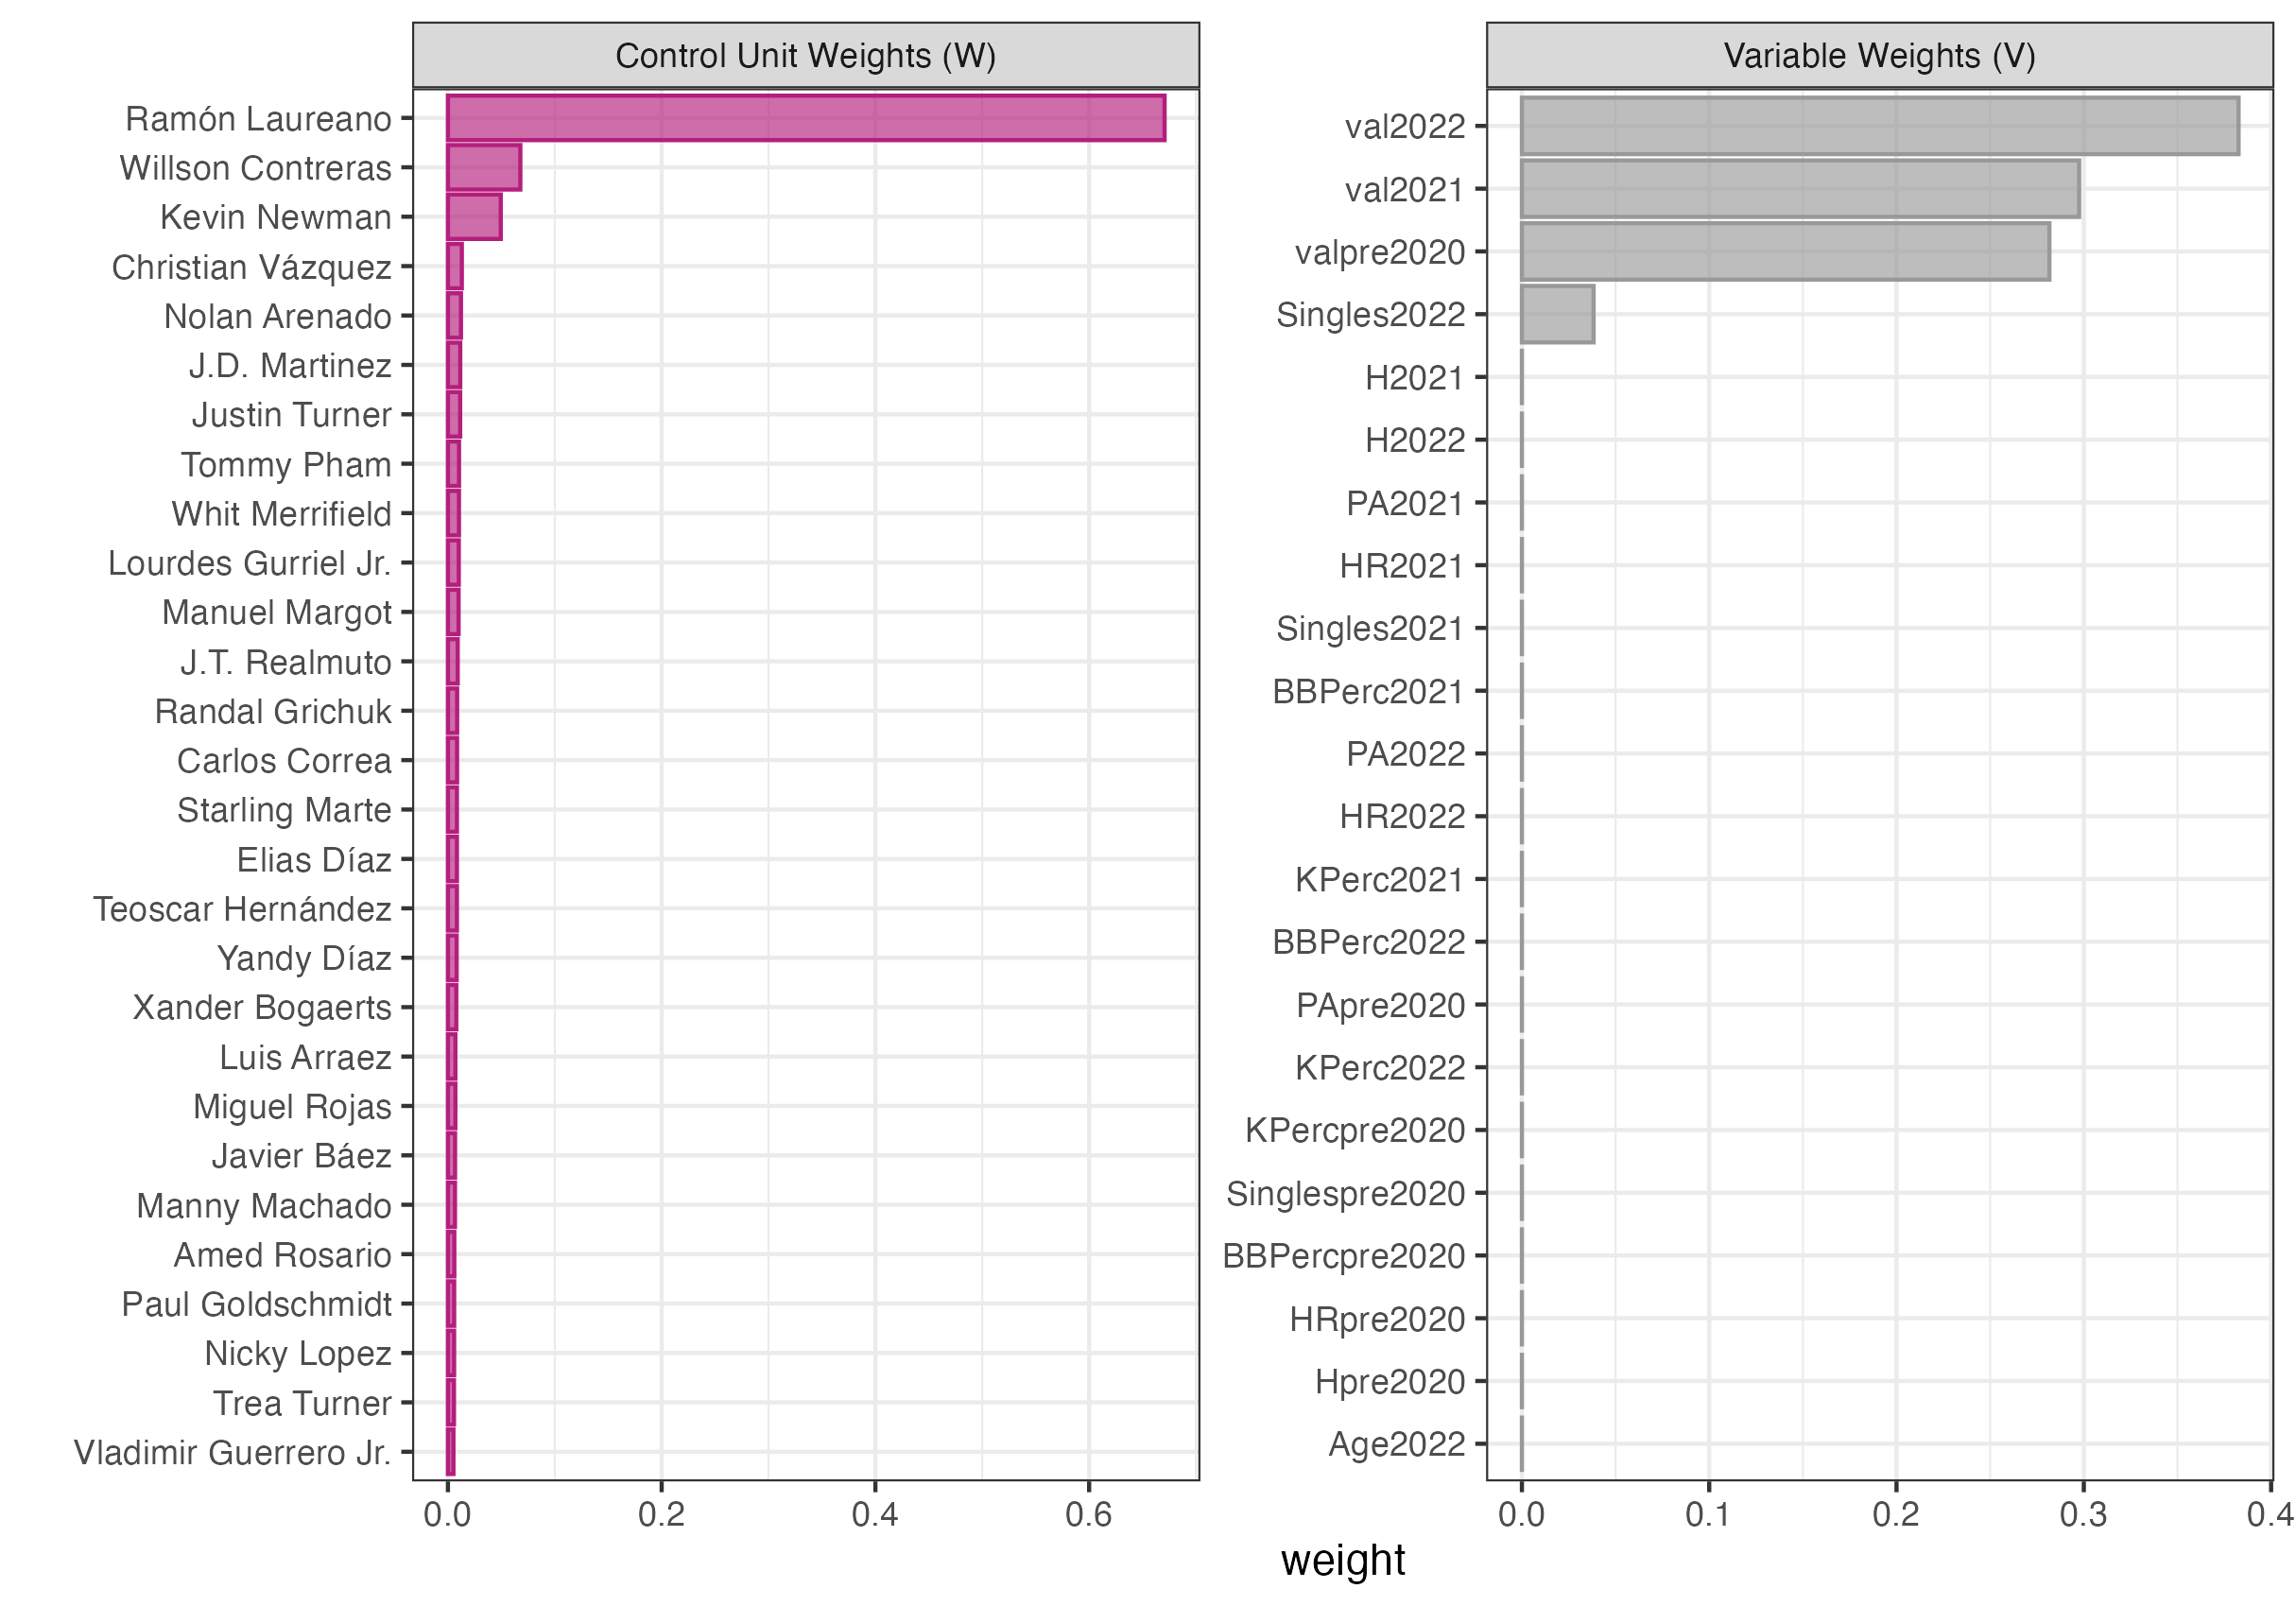 Control Unit Weights (W)
Ramón Laureano
Willson Contreras
Kevin Newman
Christian Vázquez
Nolan Arenado
J.D. Martinez
Justin Turner
Tommy Pham
Whit Merrifield
Lourdes Gurriel Jr.
Manuel Margot
J.T. Realmuto
Randal Grichuk
Carlos Correa
Starling Marte
Elias Díaz
Teoscar Hernández
Yandy Díaz
Xander Bogaerts
Luis Arraez
Miguel Rojas
Javier Báez
Manny Machado
Amed Rosario
Paul Goldschmidt
Nicky Lopez
Trea Turner
Vladimir Guerrero Jr.
0.0 0.2 0.4 0.6
Variable Weights (V)
val2022
val2021
valpre2020
Singles2022
H2021
H2022
PA2021
HR2021
Singles2021
BBPerc2021
PA2022
HR2022
KPerc2021
BBPerc2022
PApre2020
KPerc2022
KPercpre2020
Singlespre2020
BBPercpre2020
HRpre2020
Hpre2020
Age2022
0.0 0.1 0.2 0.3 0.4
weight